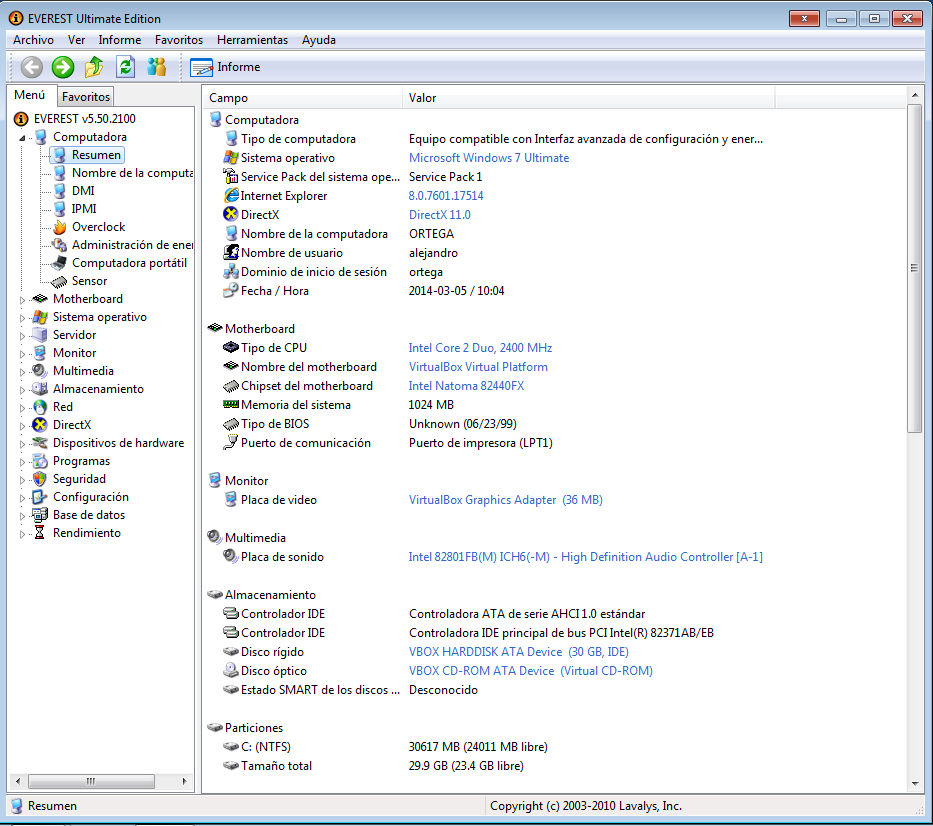 EVEREST Ultimate Edition
Archivo Ver Informe Favoritos Herramientas Ayuda
Informe
Menú Favoritos
EVEREST v5.50.2100
Computadora
Resumen
Nombre de la computa
DMI
IPMI
Overclock
Administración de ener
Computadora portátil
Sensor
Motherboard
Sistema operativo
Servidor
Monitor
Multimedia
Almacenamiento
Red
DirectX
Dispositivos de hardware
Programas
Seguridad
Configuración
Base de datos
Rendimiento
Campo Valor
Computadora
Tipo de computadora Equipo compatible con Interfaz avanzada de configuración y ener...
Sistema operativo Microsoft Windows 7 Ultimate
Service Pack del sistema ope... Service Pack 1
Internet Explorer 8.0.7601.17514
DirectX DirectX 11.0
Nombre de la computadora ORTEGA
Nombre de usuario alejandro
Dominio de inicio de sesión ortega
Fecha / Hora 2014-03-05 / 10:04
Motherboard
Tipo de CPU Intel Core 2 Duo, 2400 MHz
Nombre del motherboard VirtualBox Virtual Platform
Chipset del motherboard Intel Natoma 82440FX
Memoria del sistema 1024 MB
Tipo de BIOS Unknown (06/23/99)
Puerto de comunicación Puerto de impresora (LPT1)
Monitor
Placa de video VirtualBox Graphics Adapter (36 MB)
Multimedia
Placa de sonido Intel 82801FB(M) ICH6(-M) - High Definition Audio Controller [A-1]
Almacenamiento
Controlador IDE Controladora ATA de serie AHCI 1.0 estándar
Controlador IDE Controladora IDE principal de bus PCI Intel(R) 82371AB/EB
Disco rígido VBOX HARDDISK ATA Device (30 GB, IDE)
Disco óptico VBOX CD-ROM ATA Device (Virtual CD-ROM)
Estado SMART de los discos ... Desconocido
Particiones
C: (NTFS) 30617 MB (24011 MB libre)
Tamaño total 29.9 GB (23.4 GB libre)
Resumen Copyright (c) 2003-2010 Lavalys, Inc.